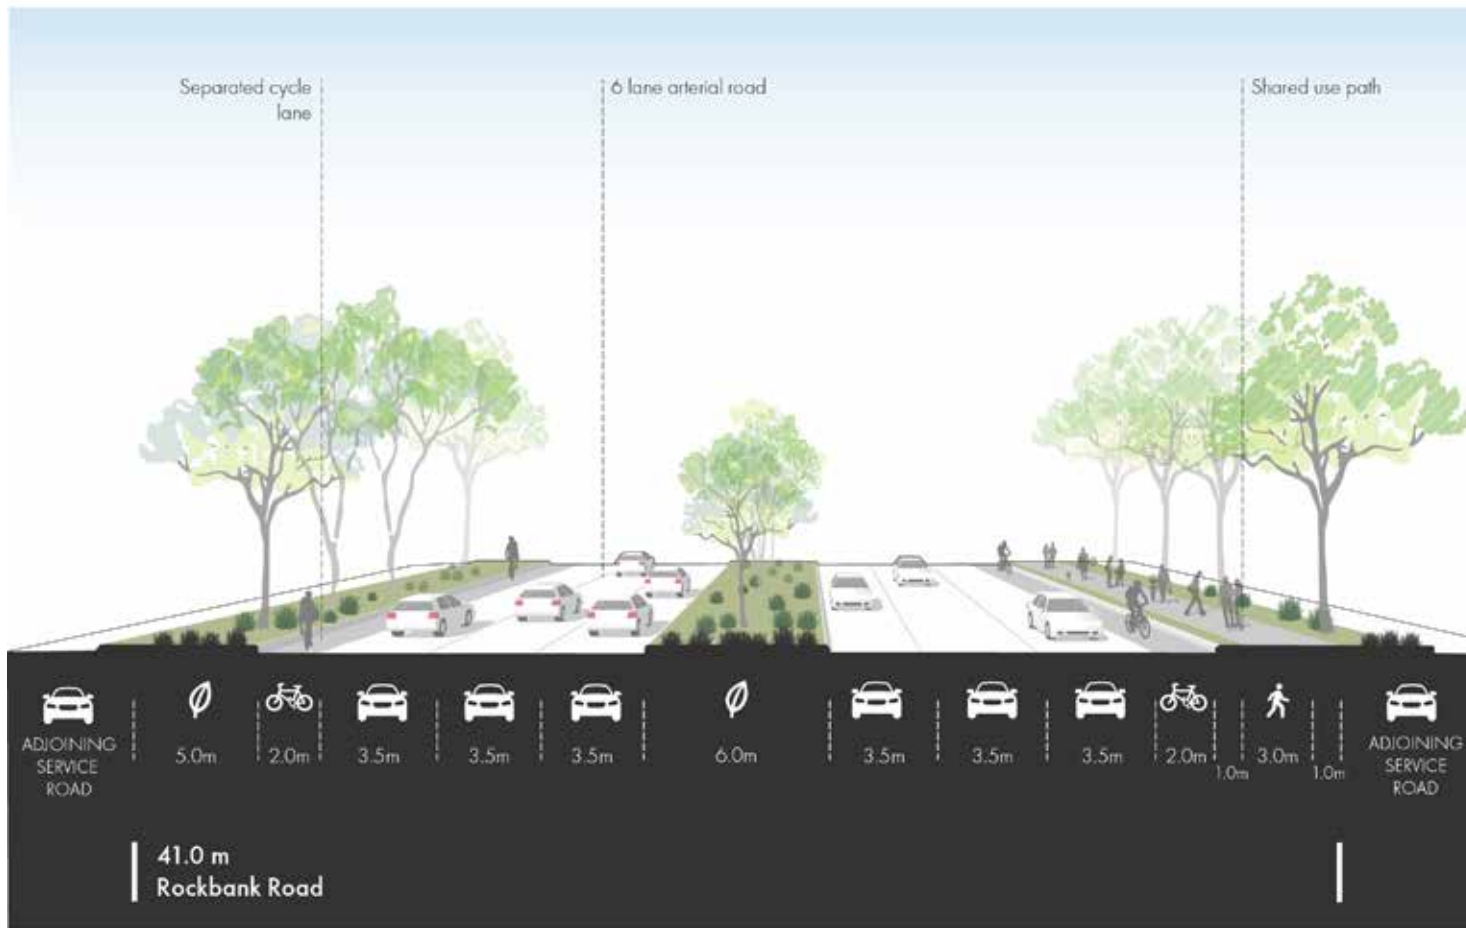 Separated cycle
lane
6 lane arterial road
Shared use path
ADJOINING
SERVICE
ROAD
5.0m
2.0m
3.5m
3.5m
3.5m
6.0m
3.5m
3.5m
3.5m
2.0m
1.0m
3.0m
1.0m
ADJOINING
SERVICE
ROAD
41.0 m
Rockbank Road